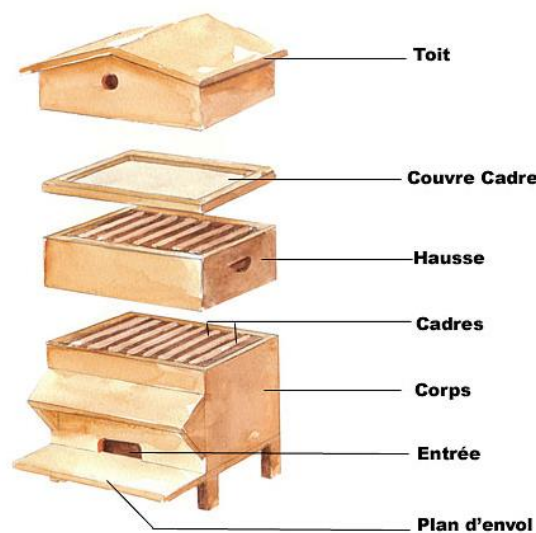 Toit
Couvre Cadre
Hausse
Cadres
Corps
Entrée
Plan d'envol